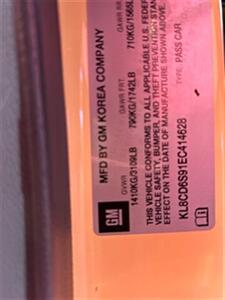 MFD BY GM KOREA COMPANY
GVWR GAWR FRT. GAWR RR.
1410KG/3109LB 790KG/1742LB 710KG/1565L
THIS VEHICLE CONFORMS TO ALL APPLICABLE U.S. FEDER
VEHICLE SAFETY, BUMPER, AND THEFT PREVENTION STAN
EFFECT ON THE DATE OF MANUFACTURE SHOWN ABOVE.
KL8CD6S91EC414628 TYPE: PASS CAR
GM